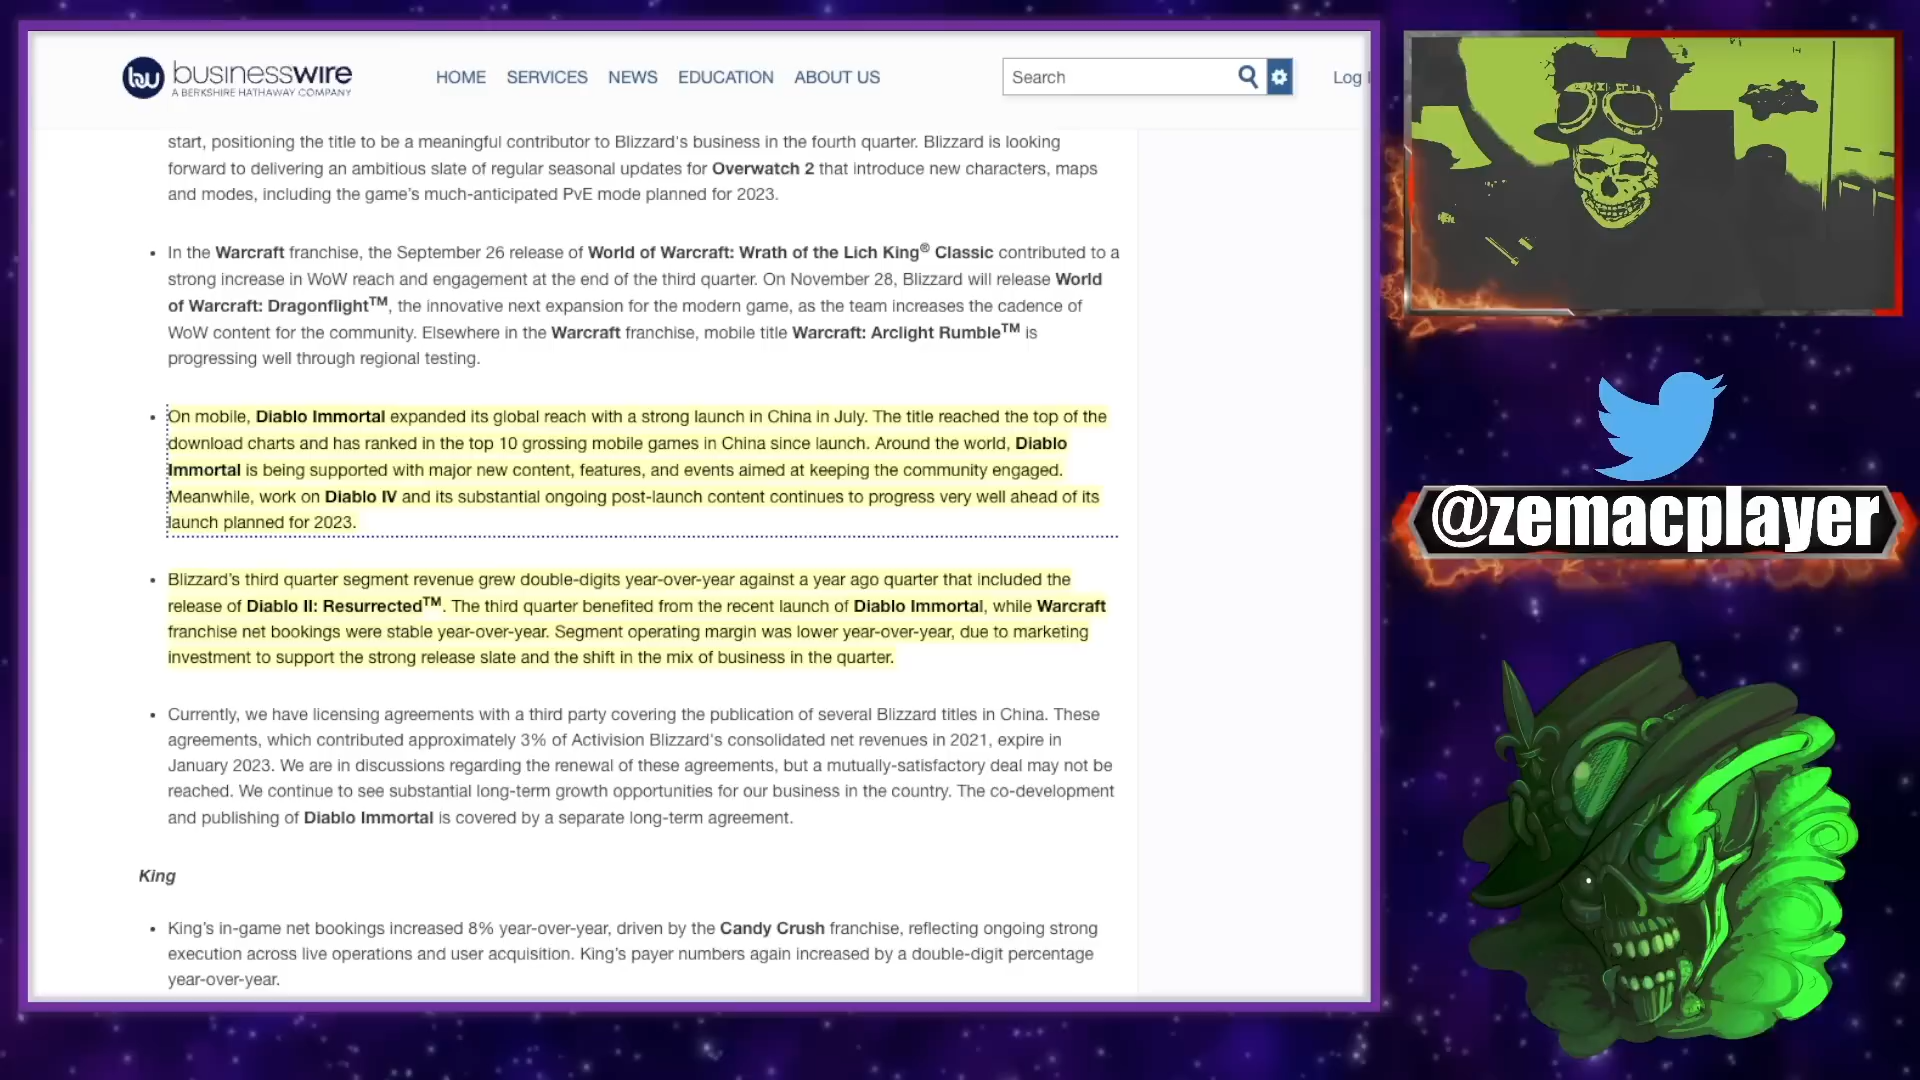 businesswire
A BERKSHIRE HATHAWAY COMPANY
HOME SERVICES NEWS EDUCATION ABOUT US
Search
Log
start, positioning the title to be a meaningful contributor to Blizzard's business in the fourth quarter. Blizzard is looking
forward to delivering an ambitious slate of regular seasonal updates for Overwatch 2 that introduce new characters, maps
and modes, including the game's much-anticipated PvE mode planned for 2023.
• In the Warcraft franchise, the September 26 release of World of Warcraft: Wrath of the Lich King® Classic contributed to a
strong increase in WoW reach and engagement at the end of the third quarter. On November 28, Blizzard will release World
of Warcraft: Dragonflight™, the innovative next expansion for the modern game, as the team increases the cadence of
WoW content for the community. Elsewhere in the Warcraft franchise, mobile title Warcraft: Arclight Rumble™ is
progressing well through regional testing.
• On mobile, Diablo Immortal expanded its global reach with a strong launch in China in July. The title reached the top of the
download charts and has ranked in the top 10 grossing mobile games in China since launch. Around the world, Diablo
Immortal is being supported with major new content, features, and events aimed at keeping the community engaged.
Meanwhile, work on Diablo IV and its substantial ongoing post-launch content continues to progress very well ahead of its
launch planned for 2023.
• Blizzard's third quarter segment revenue grew double-digits year-over-year against a year ago quarter that included the
release of Diablo II: Resurrected™. The third quarter benefited from the recent launch of Diablo Immortal, while Warcraft
franchise net bookings were stable year-over-year. Segment operating margin was lower year-over-year, due to marketing
investment to support the strong release slate and the shift in the mix of business in the quarter.
• Currently, we have licensing agreements with a third party covering the publication of several Blizzard titles in China. These
agreements, which contributed approximately 3% of Activision Blizzard's consolidated net revenues in 2021, expire in
January 2023. We are in discussions regarding the renewal of these agreements, but a mutually-satisfactory deal may not be
reached. We continue to see substantial long-term growth opportunities for our business in the country. The co-development
and publishing of Diablo Immortal is covered by a separate long-term agreement.
King
• King's in-game net bookings increased 8% year-over-year, driven by the Candy Crush franchise, reflecting ongoing strong
execution across live operations and user acquisition. King's payer numbers again increased by a double-digit percentage
year-over-year.
@zemacplayer